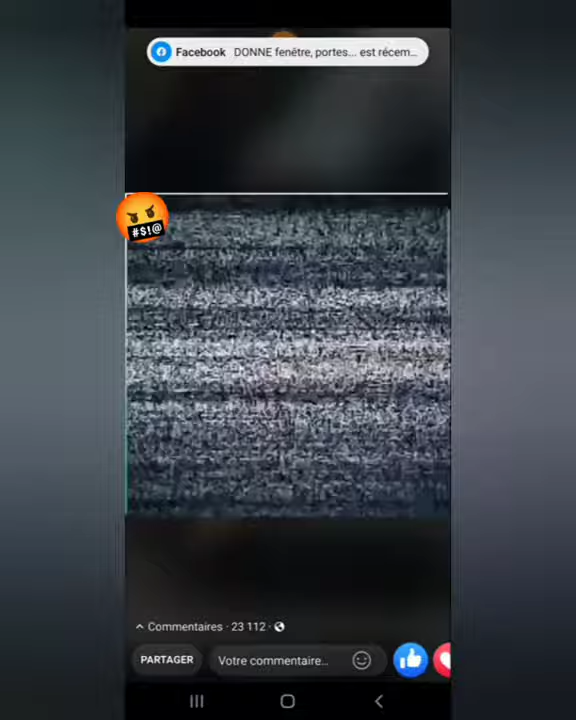 Facebook DONNE fenêtre, portes... est récem...
#$!@
Commentaires · 23 112 ·
PARTAGER
Votre commentaire...